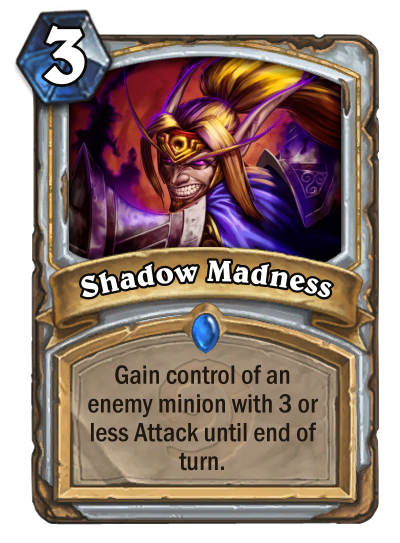 3
Shadow Madness
Gain control of an
enemy minion with 3 or
less Attack until end of
turn.